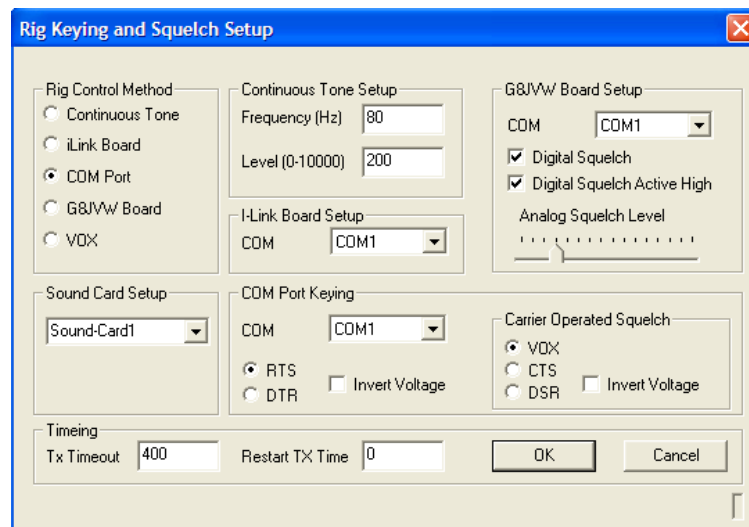 Rig Keying and Squelch Setup
Rig Control Method
Continuous Tone
iLink Board
COM Port
G8JVW Board
VOX
Continuous Tone Setup
Frequency (Hz) 80
Level (0-10000) 200
I-Link Board Setup
COM COM1
G8JVW Board Setup
COM COM1
Digital Squelch
Digital Squelch Active High
Analog Squelch Level
Sound Card Setup
Sound-Card1
COM Port Keying
COM COM1
RTS
DTR
Invert Voltage
Carrier Operated Squelch
VOX
CTS
DSR
Invert Voltage
Timeing
Tx Timeout 400
Restart TX Time 0
OK
Cancel